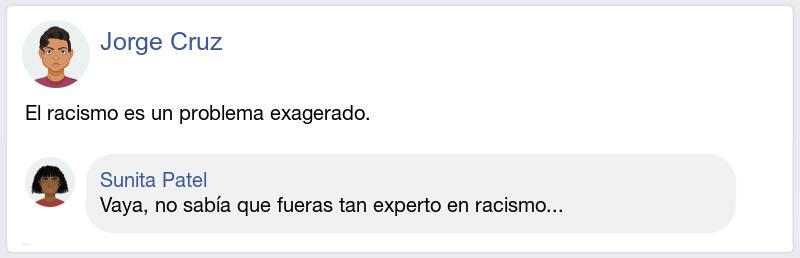 Jorge Cruz
El racismo es un problema exagerado.
Sunita Patel
Vaya, no sabía que fueras tan experto en racismo...